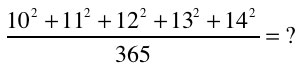 10² + 11² + 12² + 13² + 14²
365
= ?